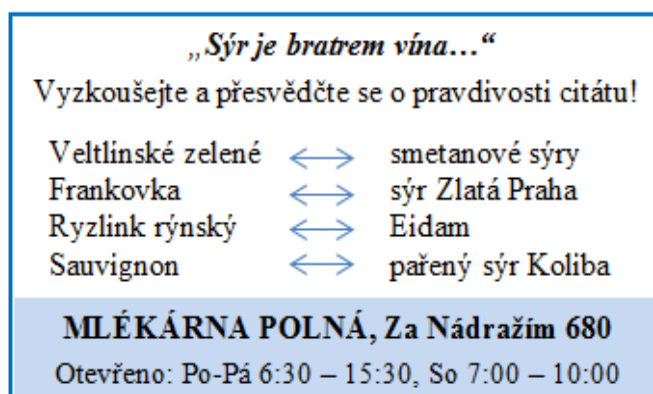 „Sýr je bratrem vína...“
Vyzkoušejte a přesvědčte se o pravdivosti citátu!
Veltlínské zelené ⟷ smetanové sýry
Frankovka ⟷ sýr Zlatá Praha
Ryzlink rýnský ⟷ Eidam
Sauvignon ⟷ pařený sýr Koliba
MLÉKÁRNA POLNÁ, Za Nádražím 680
Otevřeno: Po-Pá 6:30 – 15:30, So 7:00 – 10:00